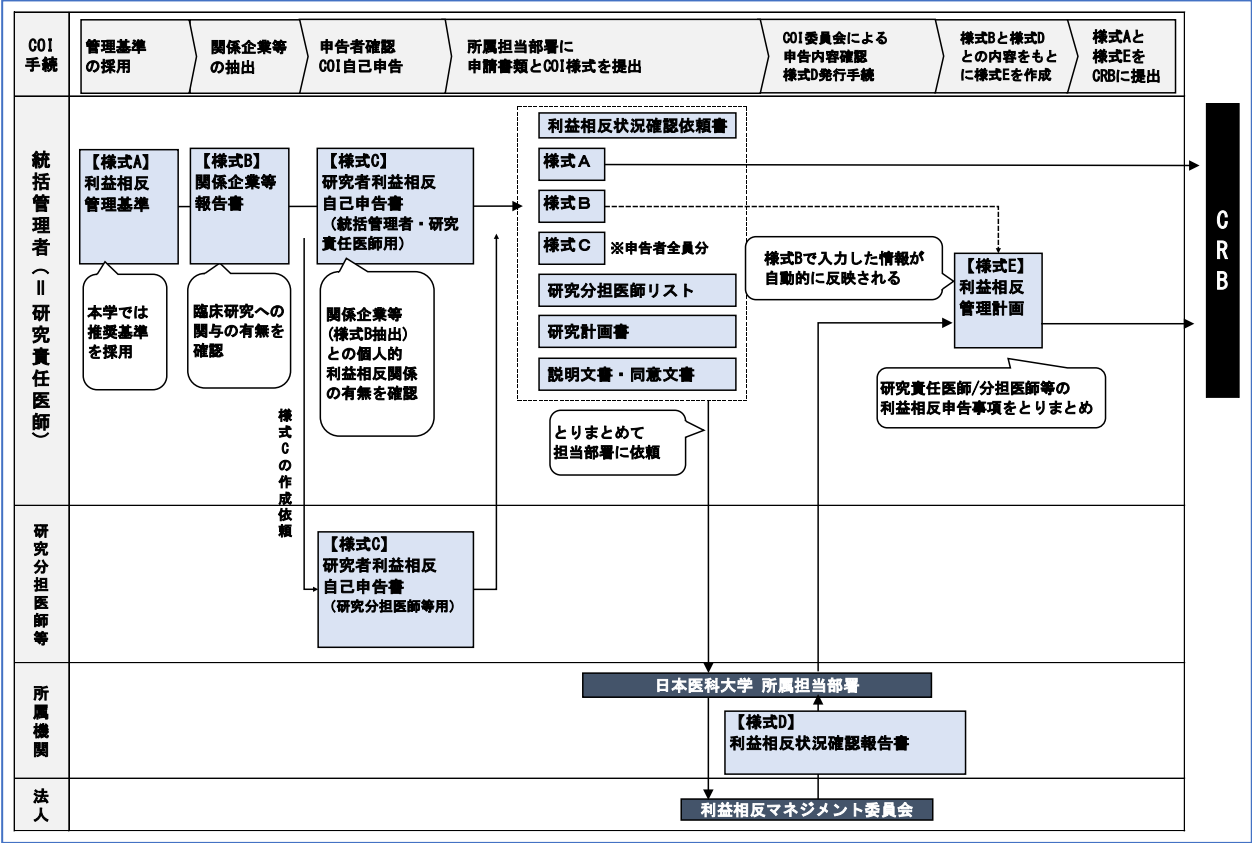 COI
手続
管理基準
の採用
関係企業等
の抽出
申告者確認
COI自己申告
所属担当部署に
申請書類とCOI様式を提出
COI委員会による
申告内容確認
様式D発行手続
様式Bと様式D
との内容をもと
に様式Eを作成
様式Aと
様式Eを
CRBに提出
統括管理者(=研究責任医師)
【様式A】
利益相反
管理基準
【様式B】
関係企業等
報告書
【様式C】
研究者利益相反
自己申告書
(統括管理者・研究
責任医師用)
利益相反状況確認依頼書
様式A
様式B
様式C
※申告者全員分
研究分担医師リスト
研究計画書
説明文書・同意文書
様式Bで入力した情報が
自動的に反映される
【様式E】
利益相反
管理計画
CRB
本学では
推奨基準
を採用
臨床研究への
関与の有無を
確認
関係企業等
(様式B抽出)
との個人的
利益相反関係
の有無を確認
研究責任医師/分担医師等の
利益相反申告事項をとりまとめ
とりまとめて
担当部署に依頼
様式Cの作成依頼
研究分担医師等
【様式C】
研究者利益相反
自己申告書
(研究分担医師等用)
所属機関
日本医科大学 所属担当部署
【様式D】
利益相反状況確認報告書
法人
利益相反マネジメント委員会